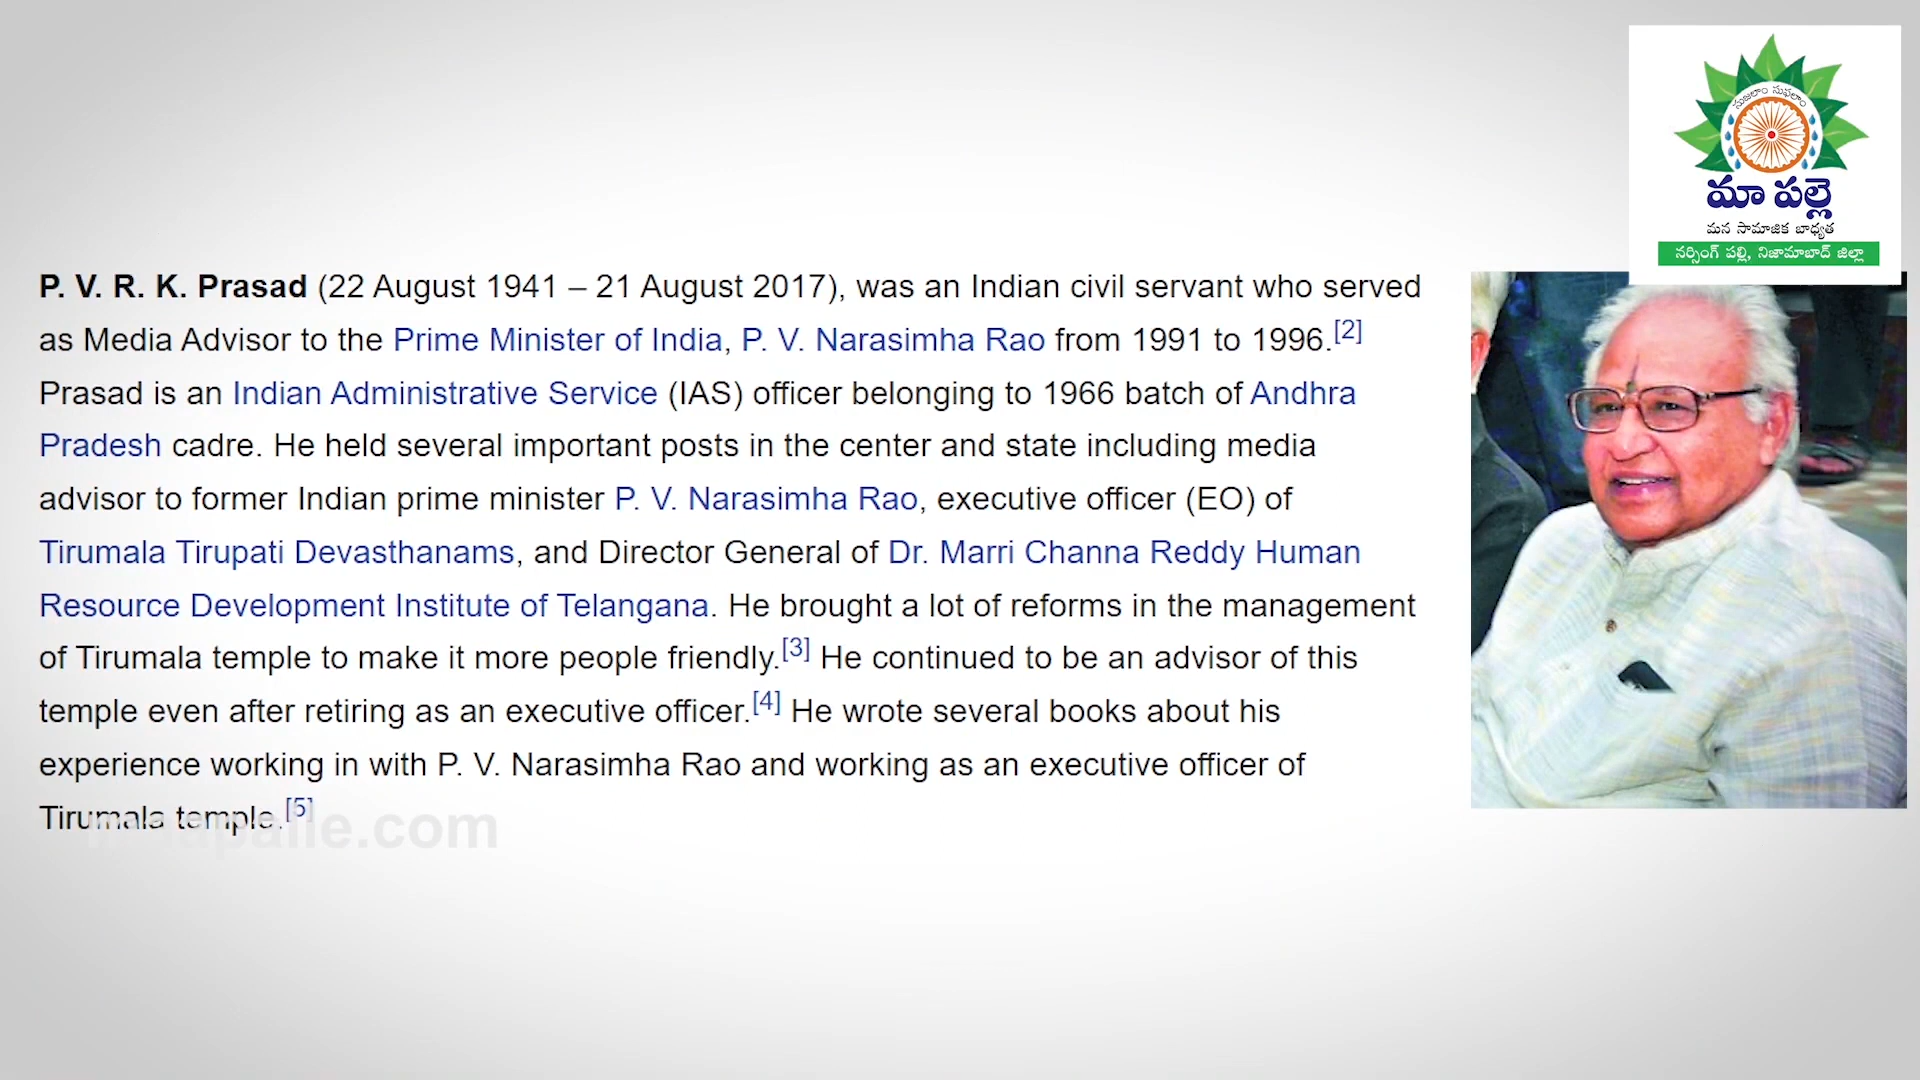 సుజలాం సుఫలాం
మా పల్లె
మన సామాజిక బాధ్యత
నర్సింగ్ పల్లి, నిజామాబాద్ జిల్లా
P. V. R. K. Prasad (22 August 1941 – 21 August 2017), was an Indian civil servant who served
as Media Advisor to the Prime Minister of India, P. V. Narasimha Rao from 1991 to 1996.[2]
Prasad is an Indian Administrative Service (IAS) officer belonging to 1966 batch of Andhra
Pradesh cadre. He held several important posts in the center and state including media
advisor to former Indian prime minister P. V. Narasimha Rao, executive officer (EO) of
Tirumala Tirupati Devasthanams, and Director General of Dr. Marri Channa Reddy Human
Resource Development Institute of Telangana. He brought a lot of reforms in the management
of Tirumala temple to make it more people friendly.[3] He continued to be an advisor of this
temple even after retiring as an executive officer.[4] He wrote several books about his
experience working in with P. V. Narasimha Rao and working as an executive officer of
Tirumala temple.[5]
maapalle.com